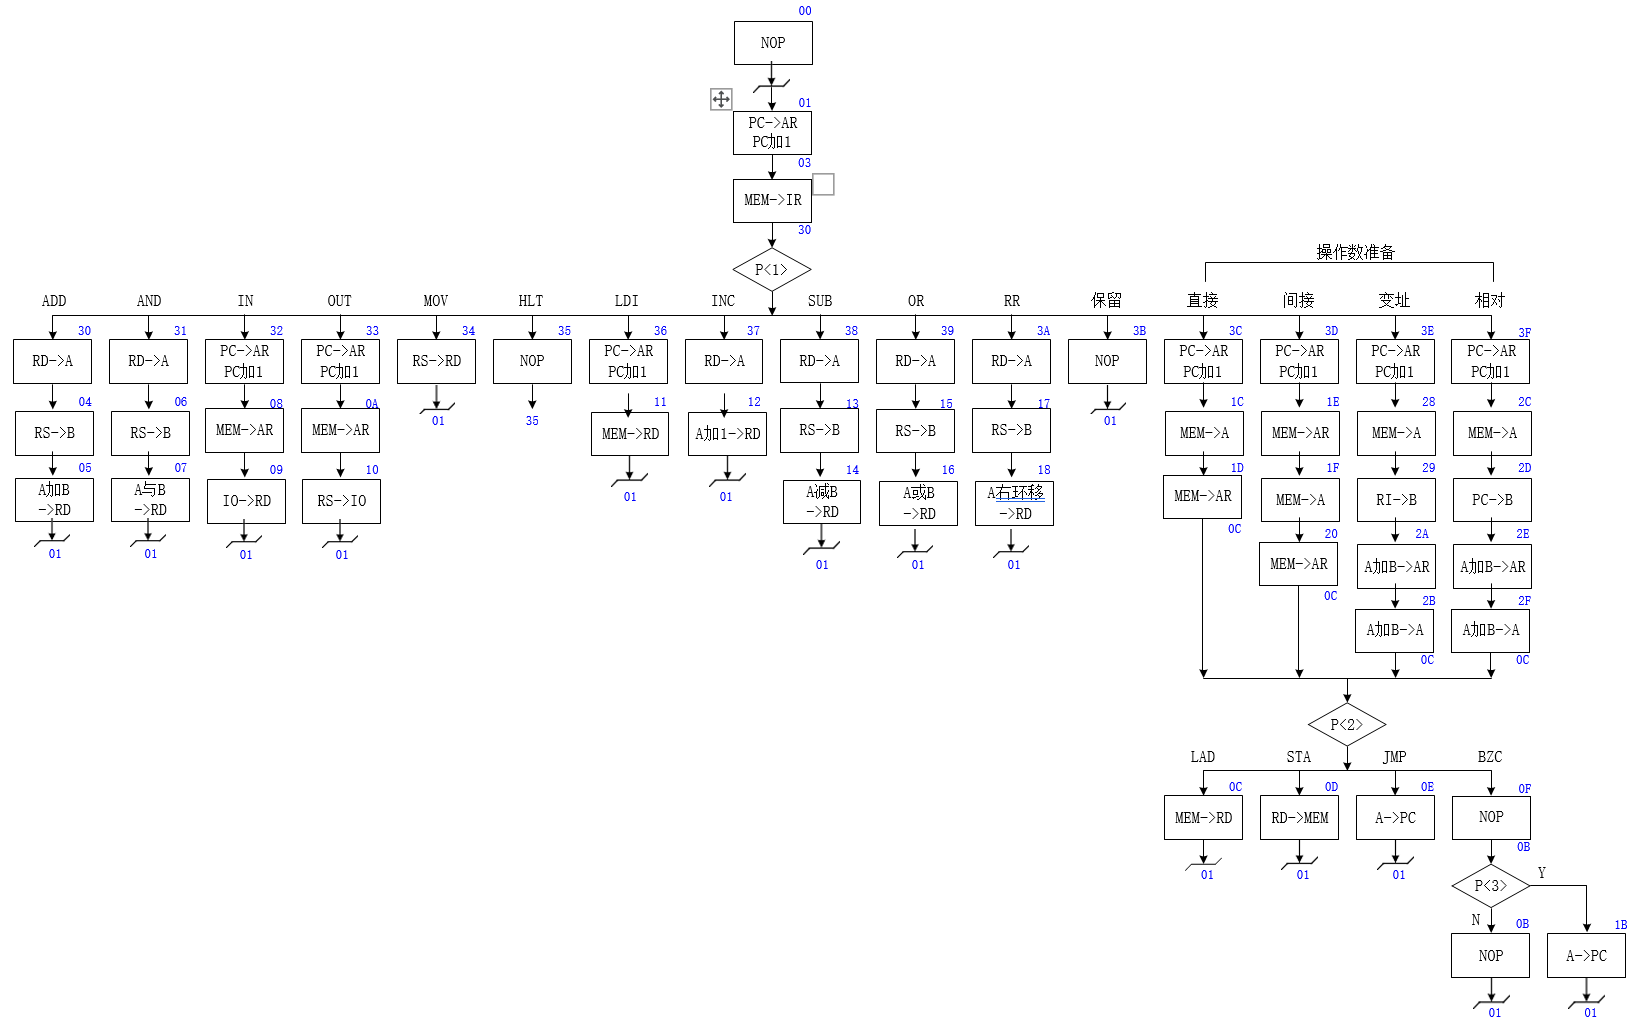 00
NOP
01
PC->AR
PC加1
03
MEM->IR
30
P<1>
操作数准备
ADD AND IN OUT MOV HLT LDI INC SUB OR RR 保留 直接 间接 变址 相对
30 31 32 33 34 35 36 37 38 39 3A 3B 3C 3D 3E 3F
RD->A RD->A PC->AR PC->AR RS->RD NOP PC->AR RD->A RD->A RD->A RD->A NOP PC->AR PC->AR PC->AR PC->AR
PC加1 PC加1 PC加1 PC加1 PC加1 PC加1 PC加1
04 06 08 0A 01 35 11 12 13 15 17 01 1C 1E 28 2C
RS->B RS->B MEM->AR MEM->AR MEM->RD A加1->RD RS->B RS->B RS->B MEM->A MEM->AR MEM->A MEM->A
05 07 09 10 01 01 14 16 18 1D 1F 29 2D
A加B A与B IO->RD RS->IO A减B A或B A右环移 MEM->AR MEM->A RI->B PC->B
->RD ->RD ->RD ->RD ->RD
0C 20 2A 2E
01 01 01 01 01 01 01 MEM->AR A加B->AR A加B->AR
0C 2B 2F
A加B->A A加B->A
0C 0C
P<2>
LAD STA JMP BZC
0C 0D 0E 0F
MEM->RD RD->MEM A->PC NOP
0B
01 01 01
P<3>
Y
N
0B 1B
NOP A->PC
01 01